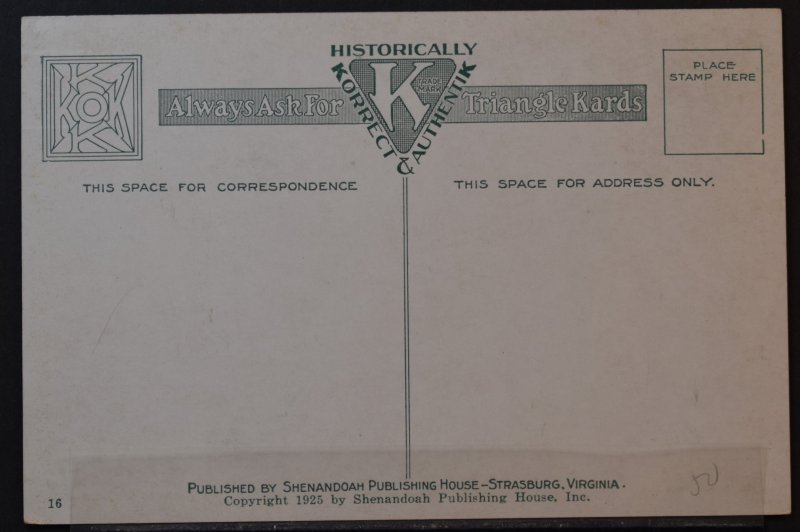 HISTORICALLY
KORRECT & AUTHENTIK
K
TRADE
MARK
Always Ask For
Triangle Kards
PLACE
STAMP HERE
THIS SPACE FOR CORRESPONDENCE
THIS SPACE FOR ADDRESS ONLY.
PUBLISHED BY SHENANDOAH PUBLISHING HOUSE–STRASBURG, VIRGINIA.
Copyright 1925 by Shenandoah Publishing House, Inc.
16